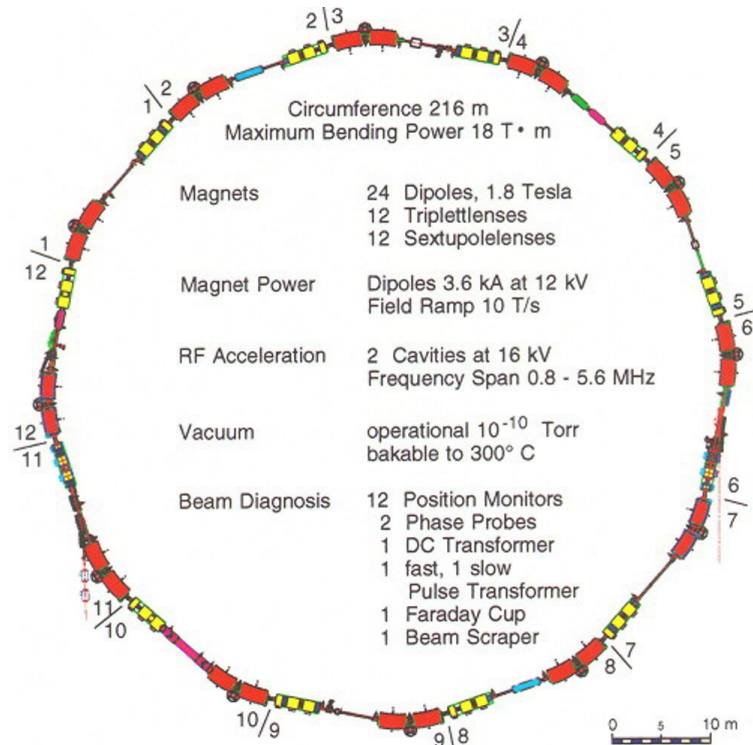 2/3
3/4
1/2
Circumference 216 m
Maximum Bending Power 18 T • m
4/5
Magnets 24 Dipoles, 1.8 Tesla
12 Triplettlenses
12 Sextupolelenses
1/12
Magnet Power Dipoles 3.6 kA at 12 kV
Field Ramp 10 T/s
5/6
RF Acceleration 2 Cavities at 16 kV
Frequency Span 0.8 - 5.6 MHz
12/11
Vacuum operational 10⁻¹⁰ Torr
bakable to 300° C
6/7
Beam Diagnosis 12 Position Monitors
2 Phase Probes
1 DC Transformer
1 fast, 1 slow
Pulse Transformer
1 Faraday Cup
1 Beam Scraper
11/10
8/7
10/9
9/8
0 5 10 m